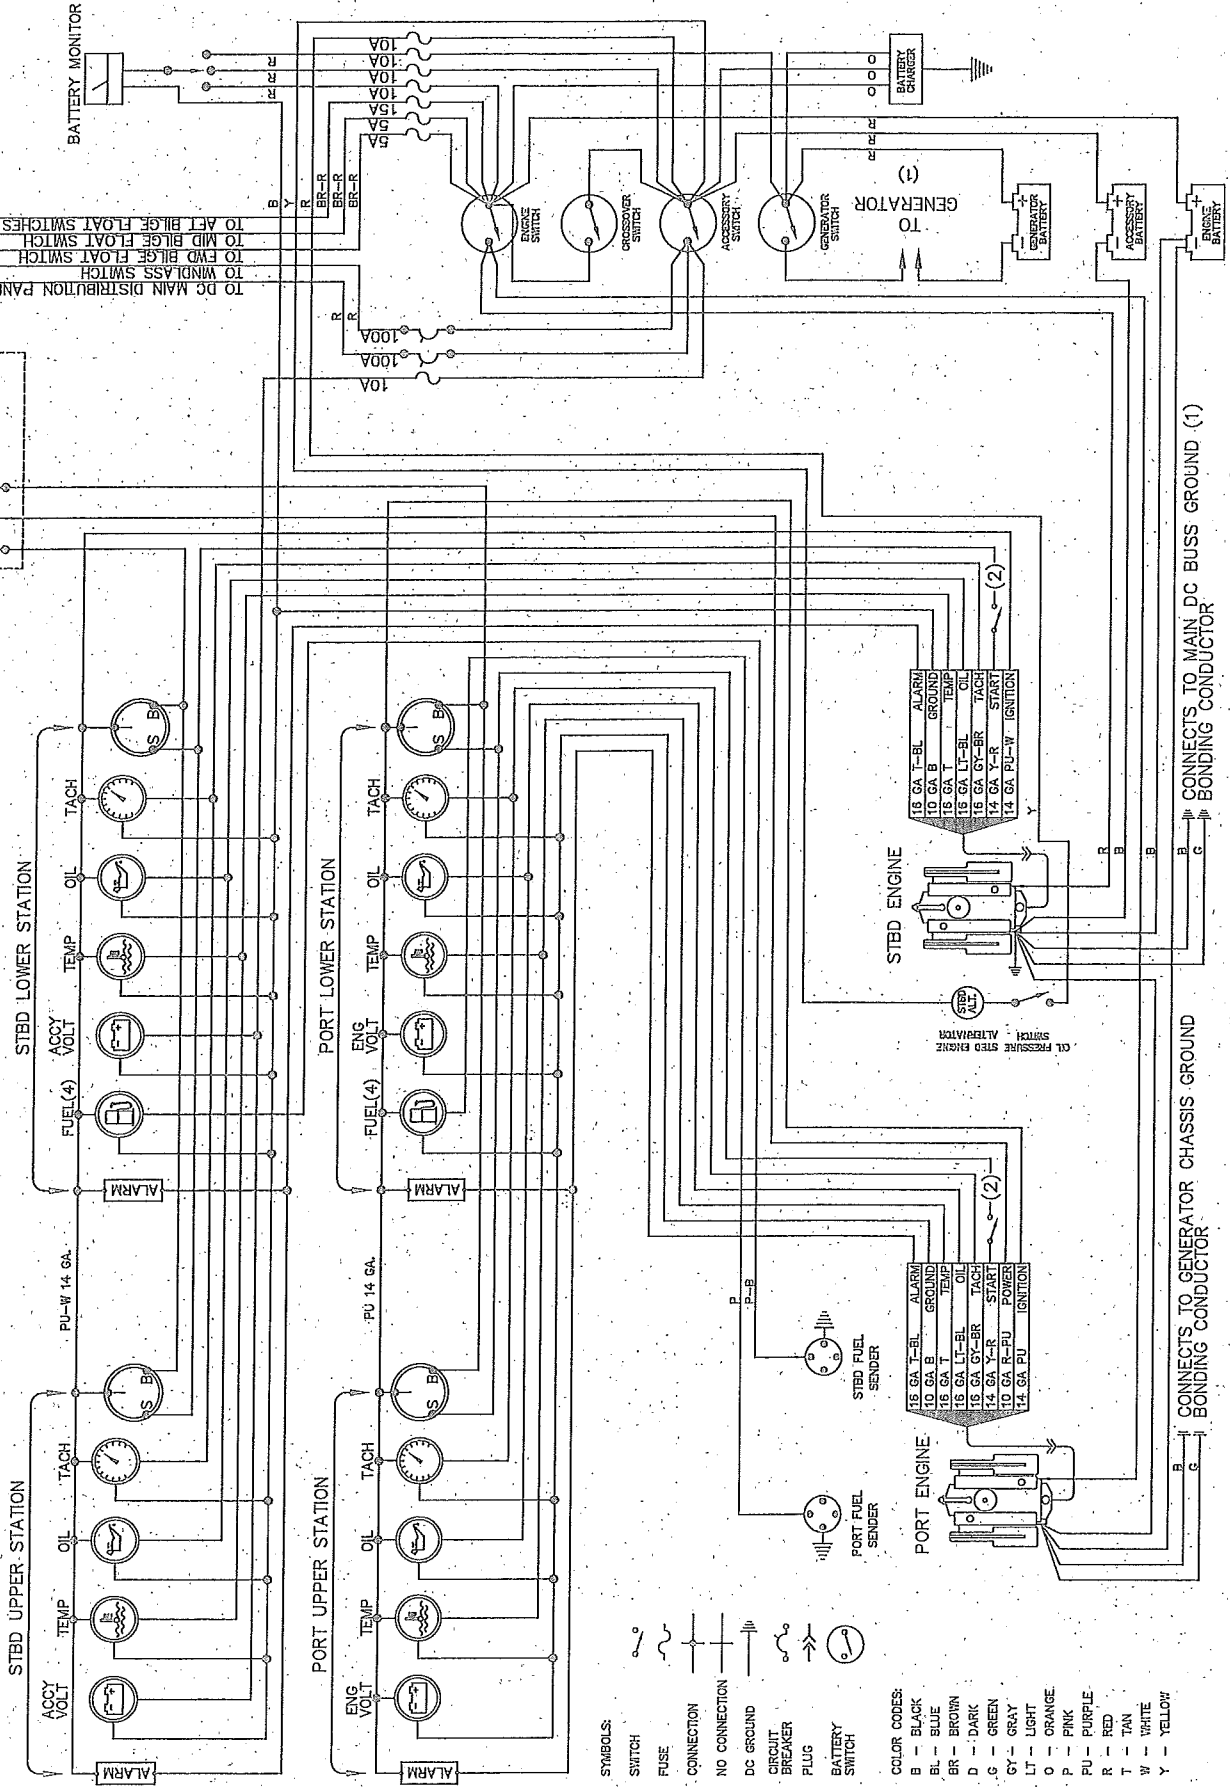 BATTERY MONITOR
R
R
R
10A
10A
10A
10A
15A
5A
5A
O
O
O
BATTERY
CHARGER
R
R
R
B
Y
R
BR-R
BR-R
BR-R
TO AFT BILGE FLOAT SWITCHES
TO MID BILGE FLOAT SWITCH
TO FWD BILGE FLOAT SWITCH
TO WINDLASS SWITCH
TO DC MAIN DISTRIBUTION
R
R
100A
100A
10A
ENGINE
SWITCH
CROSSOVER
SWITCH
ACCESSORY
SWITCH
GENERATOR
SWITCH
TO
GENERATOR
(1)
+
-
GENERATOR
BATTERY
+
-
ACCESSORY
BATTERY
+
-
ENGINE
BATTERY
STBD LOWER STATION
TACH
OIL
TEMP
ACCY
VOLT
FUEL(4)
S
B
ALARM
PORT LOWER STATION
TACH
OIL
TEMP
ENG
VOLT
FUEL(4)
S
B
ALARM
PU-W 14 GA.
PU 14 GA.
STBD UPPER STATION
TACH
OIL
TEMP
ACCY
VOLT
S
B
ALARM
PORT UPPER STATION
TACH
OIL
TEMP
ENG
VOLT
S
B
ALARM
STBD ENGINE
16 GA T-BL ALARM
10 GA B GROUND
16 GA T TEMP
16 GA LT-BL OIL
16 GA GY-BR TACH
14 GA Y-R START
14 GA PU-W IGNITION
(2)
Y
STBD
ALT.
OIL PRESSURE
SWITCH
STBD ENGINE
ALTERNATOR
R
B
B
B
G
CONNECTS TO MAIN DC BUSS GROUND (1)
BONDING CONDUCTOR
P
P-B
STBD FUEL
SENDER
PORT FUEL
SENDER
PORT ENGINE
16 GA T-BL ALARM
10 GA B GROUND
16 GA T TEMP
16 GA LT-BL OIL
16 GA GY-BR TACH
14 GA Y-R START
10 GA R-PU POWER
14 GA PU IGNITION
(2)
B
G
CONNECTS TO GENERATOR CHASSIS GROUND
BONDING CONDUCTOR
SYMBOLS:
SWITCH
FUSE
CONNECTION
NO CONNECTION
DC GROUND
CIRCUIT
BREAKER
PLUG
BATTERY
SWITCH
COLOR CODES:
B - BLACK
BL - BLUE
BR - BROWN
D - DARK
G - GREEN
GY - GRAY
LT - LIGHT
O - ORANGE
P - PINK
PU - PURPLE
R - RED
T - TAN
W - WHITE
Y - YELLOW